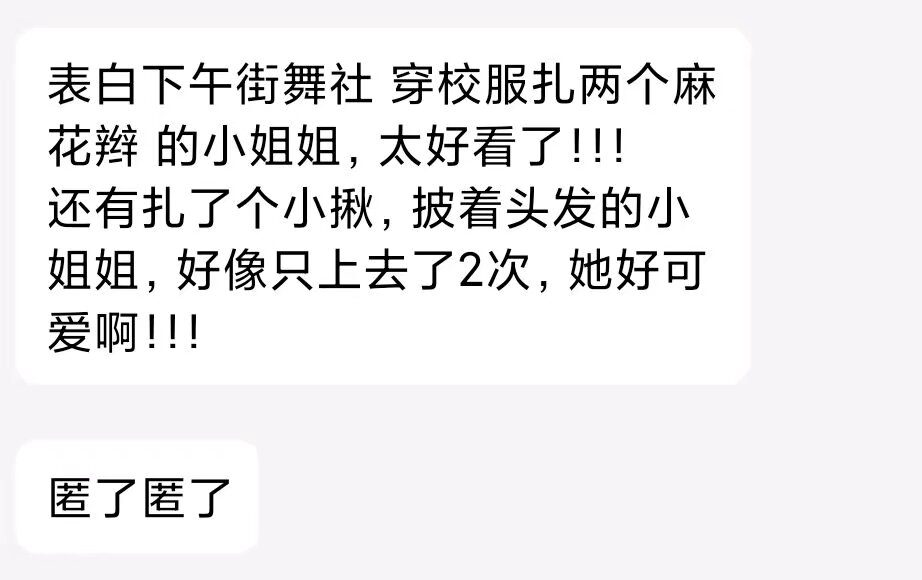 表白下午街舞社 穿校服扎两个麻
花辫 的小姐姐, 太好看了!!!
还有扎了个小揪, 披着头发的小
姐姐, 好像只上去了2次, 她好可
爱啊!!!
匿了匿了